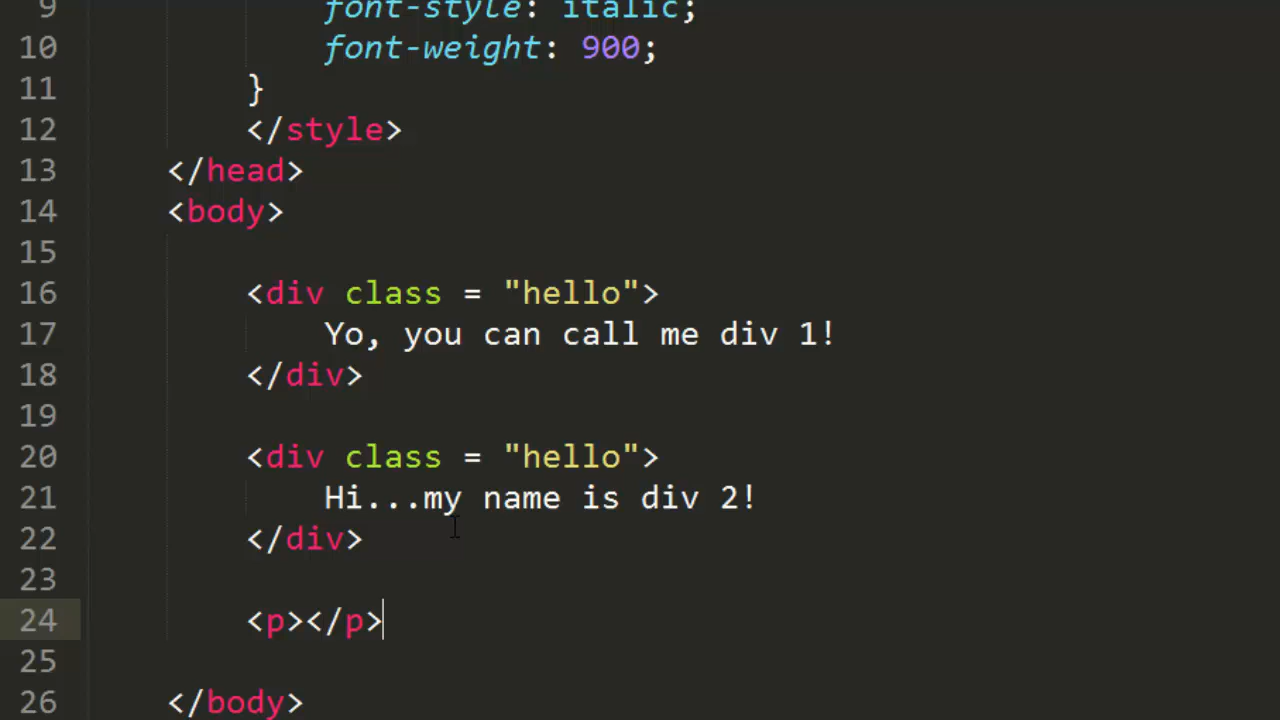 9 font-style: italic;
10 font-weight: 900;
11 }
12 </style>
13 </head>
14 <body>
15
16 <div class = "hello">
17 Yo, you can call me div 1!
18 </div>
19
20 <div class = "hello">
21 Hi...my name is div 2!
22 </div>
23
24 <p></p>
25
26 </body>